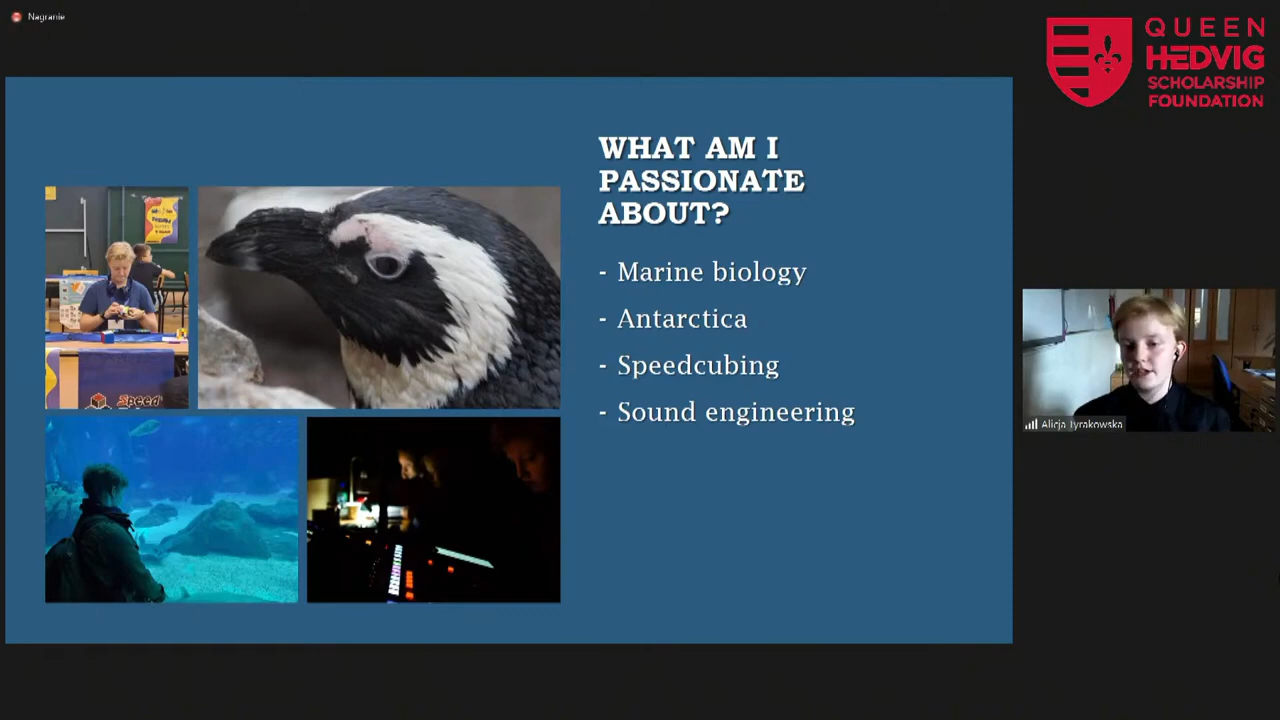 Nagranie
QUEEN
HEDVIG
SCHOLARSHIP
FOUNDATION
WHAT AM I
PASSIONATE
ABOUT?
- Marine biology
- Antarctica
- Speedcubing
- Sound engineering
Speed
Alicja Tyrakowska